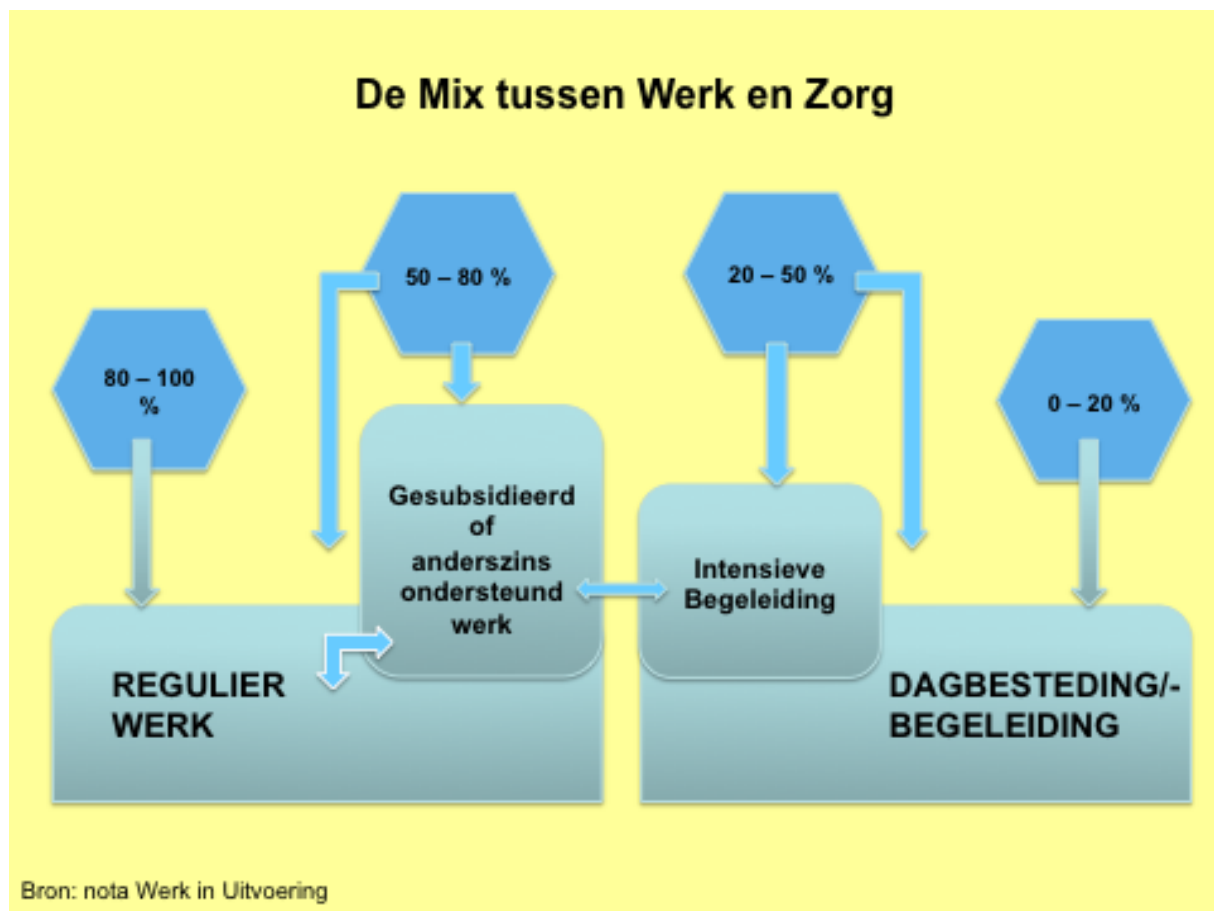 De Mix tussen Werk en Zorg
50 – 80 %
20 – 50 %
80 – 100
%
0 – 20 %
Gesubsidieerd
of
anderszins
ondersteund
werk
Intensieve
Begeleiding
REGULIER
WERK
DAGBESTEDING/-
BEGELEIDING
Bron: nota Werk in Uitvoering